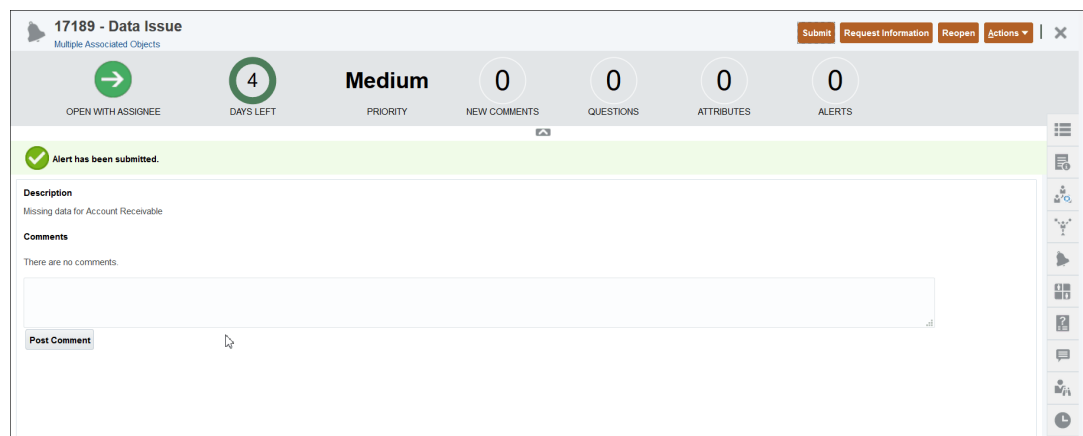 17189 - Data Issue
Multiple Associated Objects
Submit Request Information Reopen Actions
4 Medium 0 0 0 0
OPEN WITH ASSIGNEE DAYS LEFT PRIORITY NEW COMMENTS QUESTIONS ATTRIBUTES ALERTS
Alert has been submitted.
Description
Missing data for Account Receivable
Comments
There are no comments.
Post Comment